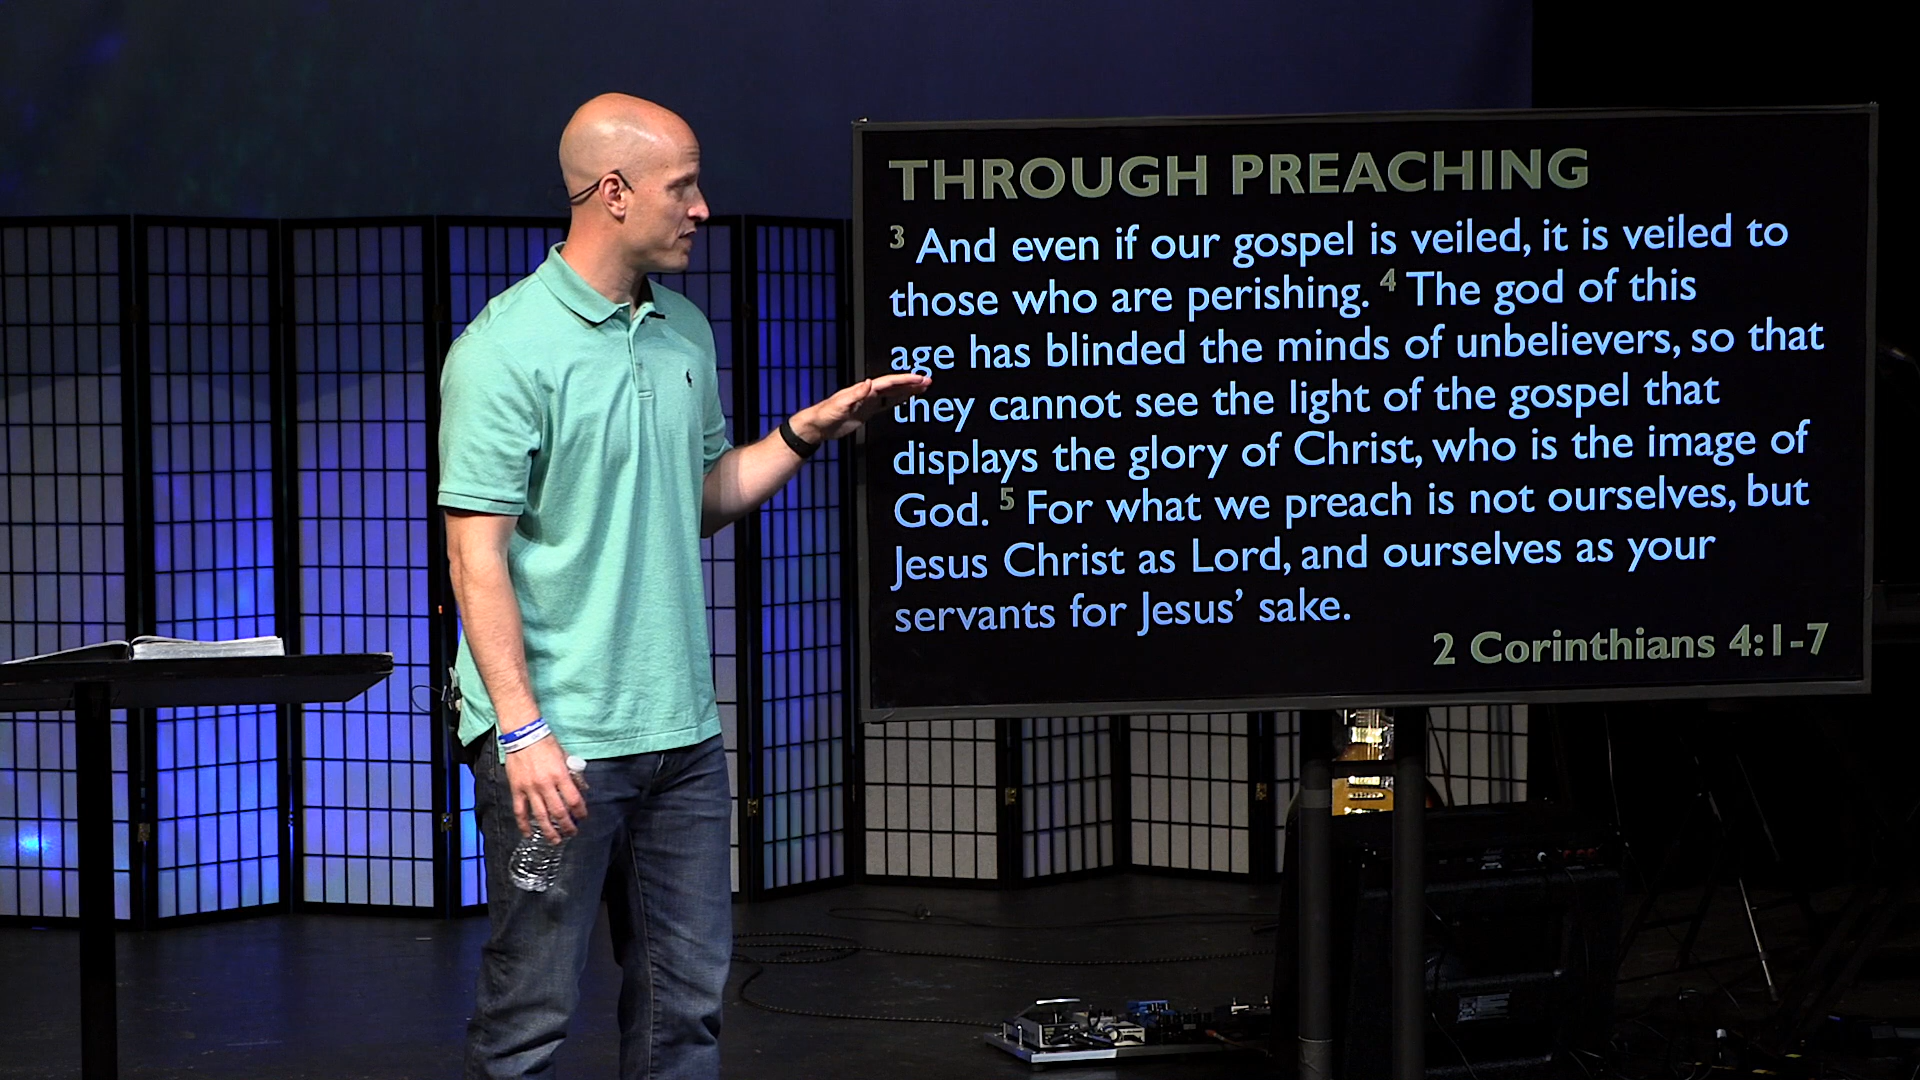 THROUGH PREACHING
3 And even if our gospel is veiled, it is veiled to
those who are perishing. 4 The god of this
age has blinded the minds of unbelievers, so that
they cannot see the light of the gospel that
displays the glory of Christ, who is the image of
God. 5 For what we preach is not ourselves, but
Jesus Christ as Lord, and ourselves as your
servants for Jesus’ sake.
2 Corinthians 4:1-7